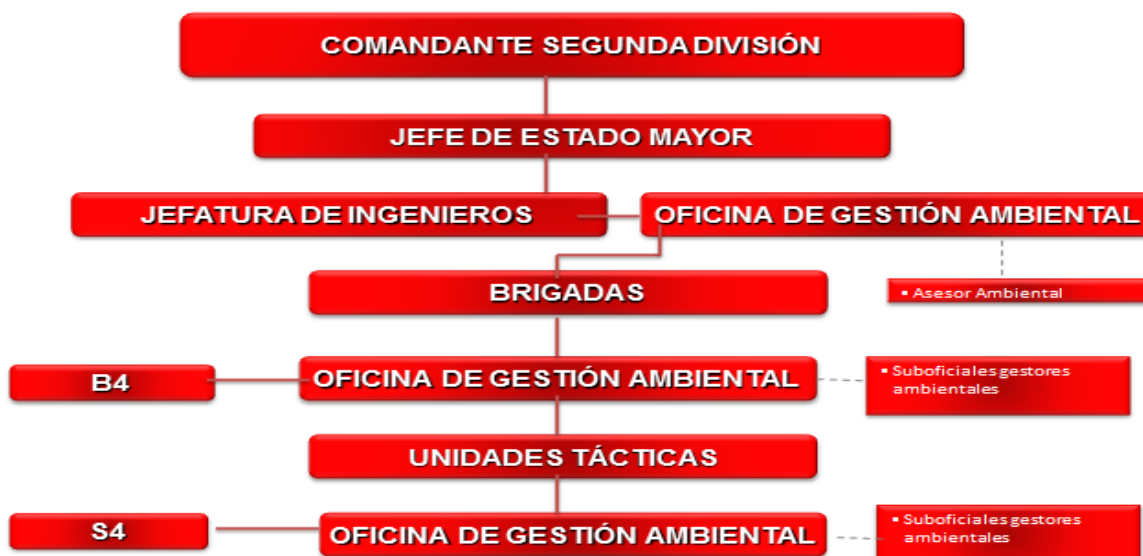 COMANDANTE SEGUNDA DIVISIÓN
JEFE DE ESTADO MAYOR
JEFATURA DE INGENIEROS
OFICINA DE GESTIÓN AMBIENTAL
BRIGADAS
▪ Asesor Ambiental
B4
OFICINA DE GESTIÓN AMBIENTAL
▪ Suboficiales gestores
ambientales
UNIDADES TÁCTICAS
S4
OFICINA DE GESTIÓN AMBIENTAL
▪ Suboficiales gestores
ambientales